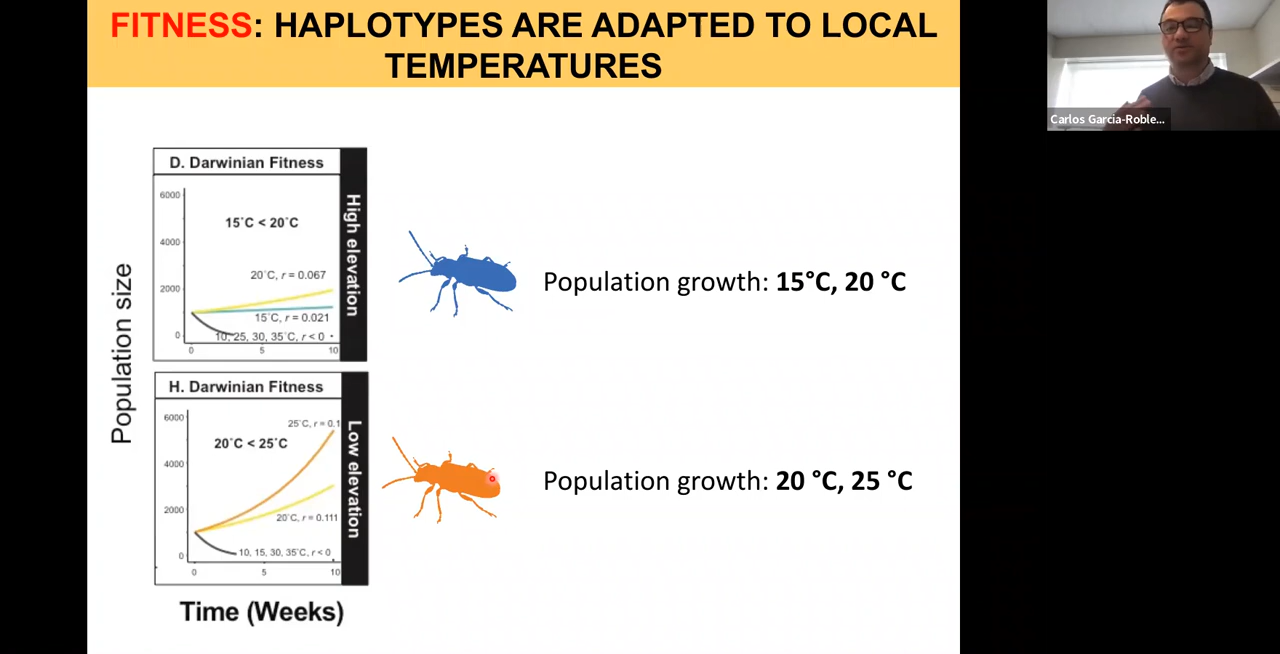 FITNESS: HAPLOTYPES ARE ADAPTED TO LOCAL
TEMPERATURES
Carlos Garcia-Roble...
D. Darwinian Fitness
High elevation
6000
4000
2000
0
15°C < 20°C
20°C, r = 0.067
15°C, r = 0.021
10, 25, 30, 35°C, r < 0
0
5
10
Population growth: 15°C, 20 °C
Population size
H. Darwinian Fitness
Low elevation
6000
4000
2000
0
25°C, r = 0.1
20°C < 25°C
20°C, r = 0.111
10, 15, 30, 35°C, r < 0
0
5
10
Population growth: 20 °C, 25 °C
Time (Weeks)